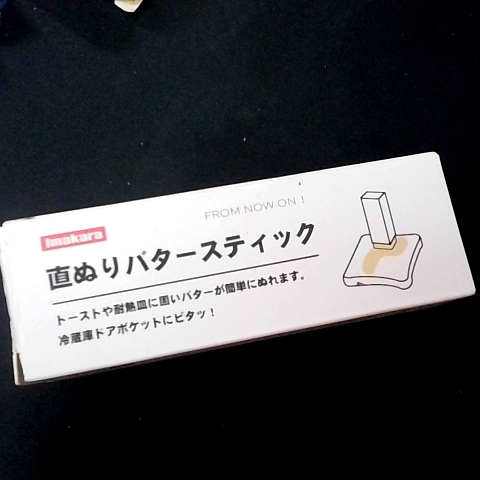 FROM NOW ON !
Imakara
直ぬりバタースティック
トーストや耐熱皿に固いバターが簡単にぬれます。
冷蔵庫ドアポケットにピタッ！